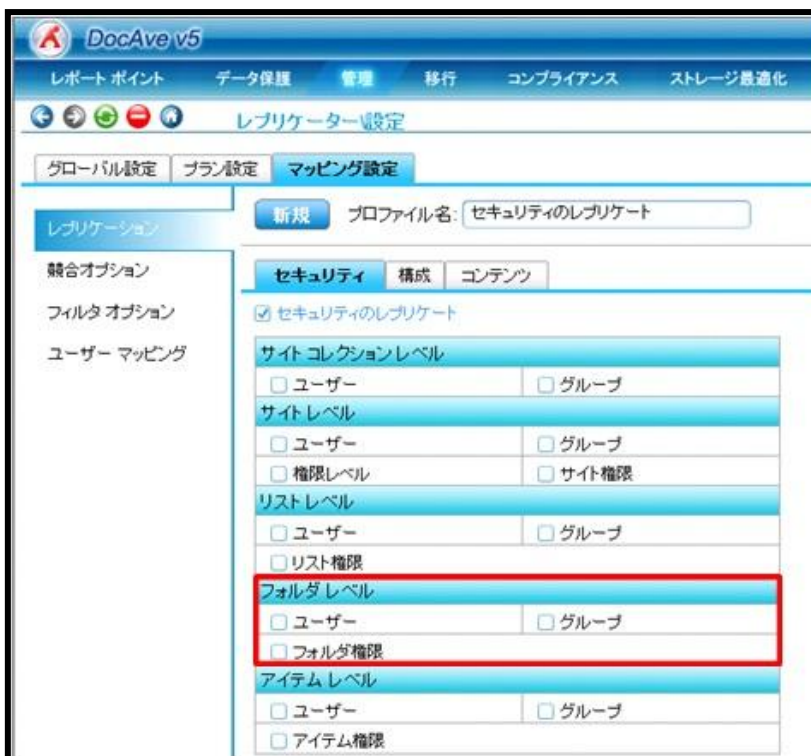 DocAve v5
レポート ポイント データ保護 管理 移行 コンプライアンス ストレージ最適化
レプリケーター\設定
グローバル設定 プラン設定 マッピング設定
新規 プロファイル名: セキュリティのレプリケート
レプリケーション
競合オプション
フィルタ オプション
ユーザー マッピング
セキュリティ 構成 コンテンツ
セキュリティのレプリケート
サイト コレクション レベル
ユーザー グループ
サイト レベル
ユーザー グループ
権限レベル サイト権限
リスト レベル
ユーザー グループ
リスト権限
フォルダ レベル
ユーザー グループ
フォルダ権限
アイテム レベル
ユーザー グループ
アイテム権限